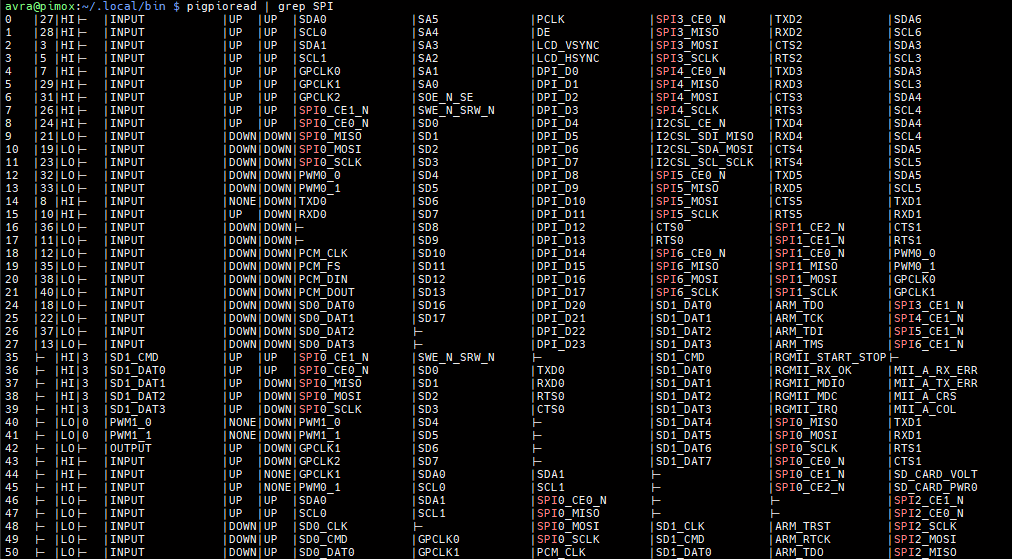 avra@pimox:~/.local/bin $ pigpioread | grep SPI
0 |27|HI⊢ |INPUT |UP |UP |SDA0 |SA5 |PCLK |SPI3_CE0_N |TXD2 |SDA6
1 |28|HI⊢ |INPUT |UP |UP |SCL0 |SA4 |DE |SPI3_MISO |RXD2 |SCL6
2 |3 |HI⊢ |INPUT |UP |UP |SDA1 |SA3 |LCD_VSYNC |SPI3_MOSI |CTS2 |SDA3
3 |5 |HI⊢ |INPUT |UP |UP |SCL1 |SA2 |LCD_HSYNC |SPI3_SCLK |RTS2 |SCL3
4 |7 |HI⊢ |INPUT |UP |UP |GPCLK0 |SA1 |DPI_D0 |SPI4_CE0_N |TXD3 |SDA3
5 |29|HI⊢ |INPUT |UP |UP |GPCLK1 |SA0 |DPI_D1 |SPI4_MISO |RXD3 |SCL3
6 |31|HI⊢ |INPUT |UP |UP |GPCLK2 |SOE_N_SE |DPI_D2 |SPI4_MOSI |CTS3 |SDA4
7 |26|HI⊢ |INPUT |UP |UP |SPI0_CE1_N |SWE_N_SRW_N |DPI_D3 |SPI4_SCLK |RTS3 |SCL4
8 |24|HI⊢ |INPUT |UP |UP |SPI0_CE0_N |SD0 |DPI_D4 |I2CSL_CE_N |TXD4 |SDA4
9 |21|LO⊢ |INPUT |DOWN|DOWN|SPI0_MISO |SD1 |DPI_D5 |I2CSL_SDI_MISO |RXD4 |SCL4
10 |19|LO⊢ |INPUT |DOWN|DOWN|SPI0_MOSI |SD2 |DPI_D6 |I2CSL_SDA_MOSI |CTS4 |SDA5
11 |23|LO⊢ |INPUT |DOWN|DOWN|SPI0_SCLK |SD3 |DPI_D7 |I2CSL_SCL_SCLK |RTS4 |SCL5
12 |32|LO⊢ |INPUT |DOWN|DOWN|PWM0_0 |SD4 |DPI_D8 |SPI5_CE0_N |TXD5 |SDA5
13 |33|LO⊢ |INPUT |DOWN|DOWN|PWM0_1 |SD5 |DPI_D9 |SPI5_MISO |RXD5 |SCL5
14 |8 |HI⊢ |INPUT |NONE|DOWN|TXD0 |SD6 |DPI_D10 |SPI5_MOSI |CTS5 |TXD1
15 |10|HI⊢ |INPUT |UP |DOWN|RXD0 |SD7 |DPI_D11 |SPI5_SCLK |RTS5 |RXD1
16 |36|LO⊢ |INPUT |DOWN|DOWN⊢ |SD8 |DPI_D12 |CTS0 |SPI1_CE2_N |CTS1
17 |11|LO⊢ |INPUT |DOWN|DOWN⊢ |SD9 |DPI_D13 |RTS0 |SPI1_CE1_N |RTS1
18 |12|LO⊢ |INPUT |DOWN|DOWN|PCM_CLK |SD10 |DPI_D14 |SPI6_CE0_N |SPI1_CE0_N |PWM0_0
19 |35|LO⊢ |INPUT |DOWN|DOWN|PCM_FS |SD11 |DPI_D15 |SPI6_MISO |SPI1_MISO |PWM0_1
20 |38|LO⊢ |INPUT |DOWN|DOWN|PCM_DIN |SD12 |DPI_D16 |SPI6_MOSI |SPI1_MOSI |GPCLK0
21 |40|LO⊢ |INPUT |DOWN|DOWN|PCM_DOUT |SD13 |DPI_D17 |SPI6_SCLK |SPI1_SCLK |GPCLK1
24 |18|LO⊢ |INPUT |DOWN|DOWN|SD0_DAT0 |SD16 |DPI_D20 |SD1_DAT0 |ARM_TDO |SPI3_CE1_N
25 |22|LO⊢ |INPUT |DOWN|DOWN|SD0_DAT1 |SD17 |DPI_D21 |SD1_DAT1 |ARM_TCK |SPI4_CE1_N
26 |37|LO⊢ |INPUT |DOWN|DOWN|SD0_DAT2 ⊢ |DPI_D22 |SD1_DAT2 |ARM_TDI |SPI5_CE1_N
27 |13|LO⊢ |INPUT |DOWN|DOWN|SD0_DAT3 ⊢ |DPI_D23 |SD1_DAT3 |ARM_TMS |SPI6_CE1_N
35 ⊢ |HI|3 |SD1_CMD |UP |UP |SPI0_CE1_N |SWE_N_SRW_N ⊢ |SD1_CMD |RGMII_START_STOP⊢
36 ⊢ |HI|3 |SD1_DAT0 |UP |UP |SPI0_CE0_N |SD0 |TXD0 |SD1_DAT0 |RGMII_RX_OK |MII_A_RX_ERR
37 ⊢ |HI|3 |SD1_DAT1 |UP |DOWN|SPI0_MISO |SD1 |RXD0 |SD1_DAT1 |RGMII_MDIO |MII_A_TX_ERR
38 ⊢ |HI|3 |SD1_DAT2 |UP |DOWN|SPI0_MOSI |SD2 |RTS0 |SD1_DAT2 |RGMII_MDC |MII_A_CRS
39 ⊢ |HI|3 |SD1_DAT3 |UP |DOWN|SPI0_SCLK |SD3 |CTS0 |SD1_DAT3 |RGMII_IRQ |MII_A_COL
40 ⊢ |LO|0 |PWM1_0 |NONE|DOWN|PWM1_0 |SD4 ⊢ |SD1_DAT4 |SPI0_MISO |TXD1
41 ⊢ |LO|0 |PWM1_1 |NONE|DOWN|PWM1_1 |SD5 ⊢ |SD1_DAT5 |SPI0_MOSI |RXD1
42 ⊢ |LO⊢ |OUTPUT |UP |DOWN|GPCLK1 |SD6 ⊢ |SD1_DAT6 |SPI0_SCLK |RTS1
43 ⊢ |HI⊢ |INPUT |UP |DOWN|GPCLK2 |SD7 ⊢ |SD1_DAT7 |SPI0_CE0_N |CTS1
44 ⊢ |HI⊢ |INPUT |UP |NONE|GPCLK1 |SDA0 |SDA1 ⊢ |SPI0_CE1_N |SD_CARD_VOLT
45 ⊢ |HI⊢ |INPUT |UP |NONE|PWM0_1 |SCL0 |SCL1 ⊢ |SPI0_CE2_N |SD_CARD_PWR0
46 ⊢ |LO⊢ |INPUT |UP |UP |SDA0 |SDA1 |SPI0_CE0_N ⊢ ⊢ |SPI2_CE1_N
47 ⊢ |LO⊢ |INPUT |UP |UP |SCL0 |SCL1 |SPI0_MISO ⊢ ⊢ |SPI2_CE0_N
48 ⊢ |LO⊢ |INPUT |DOWN|UP |SD0_CLK ⊢ |SPI0_MOSI |SD1_CLK |ARM_TRST |SPI2_SCLK
49 ⊢ |LO⊢ |INPUT |DOWN|UP |SD0_CMD |GPCLK0 |SPI0_SCLK |SD1_CMD |ARM_RTCK |SPI2_MOSI
50 ⊢ |LO⊢ |INPUT |DOWN|UP |SD0_DAT0 |GPCLK1 |PCM_CLK |SD1_DAT0 |ARM_TDO |SPI2_MISO